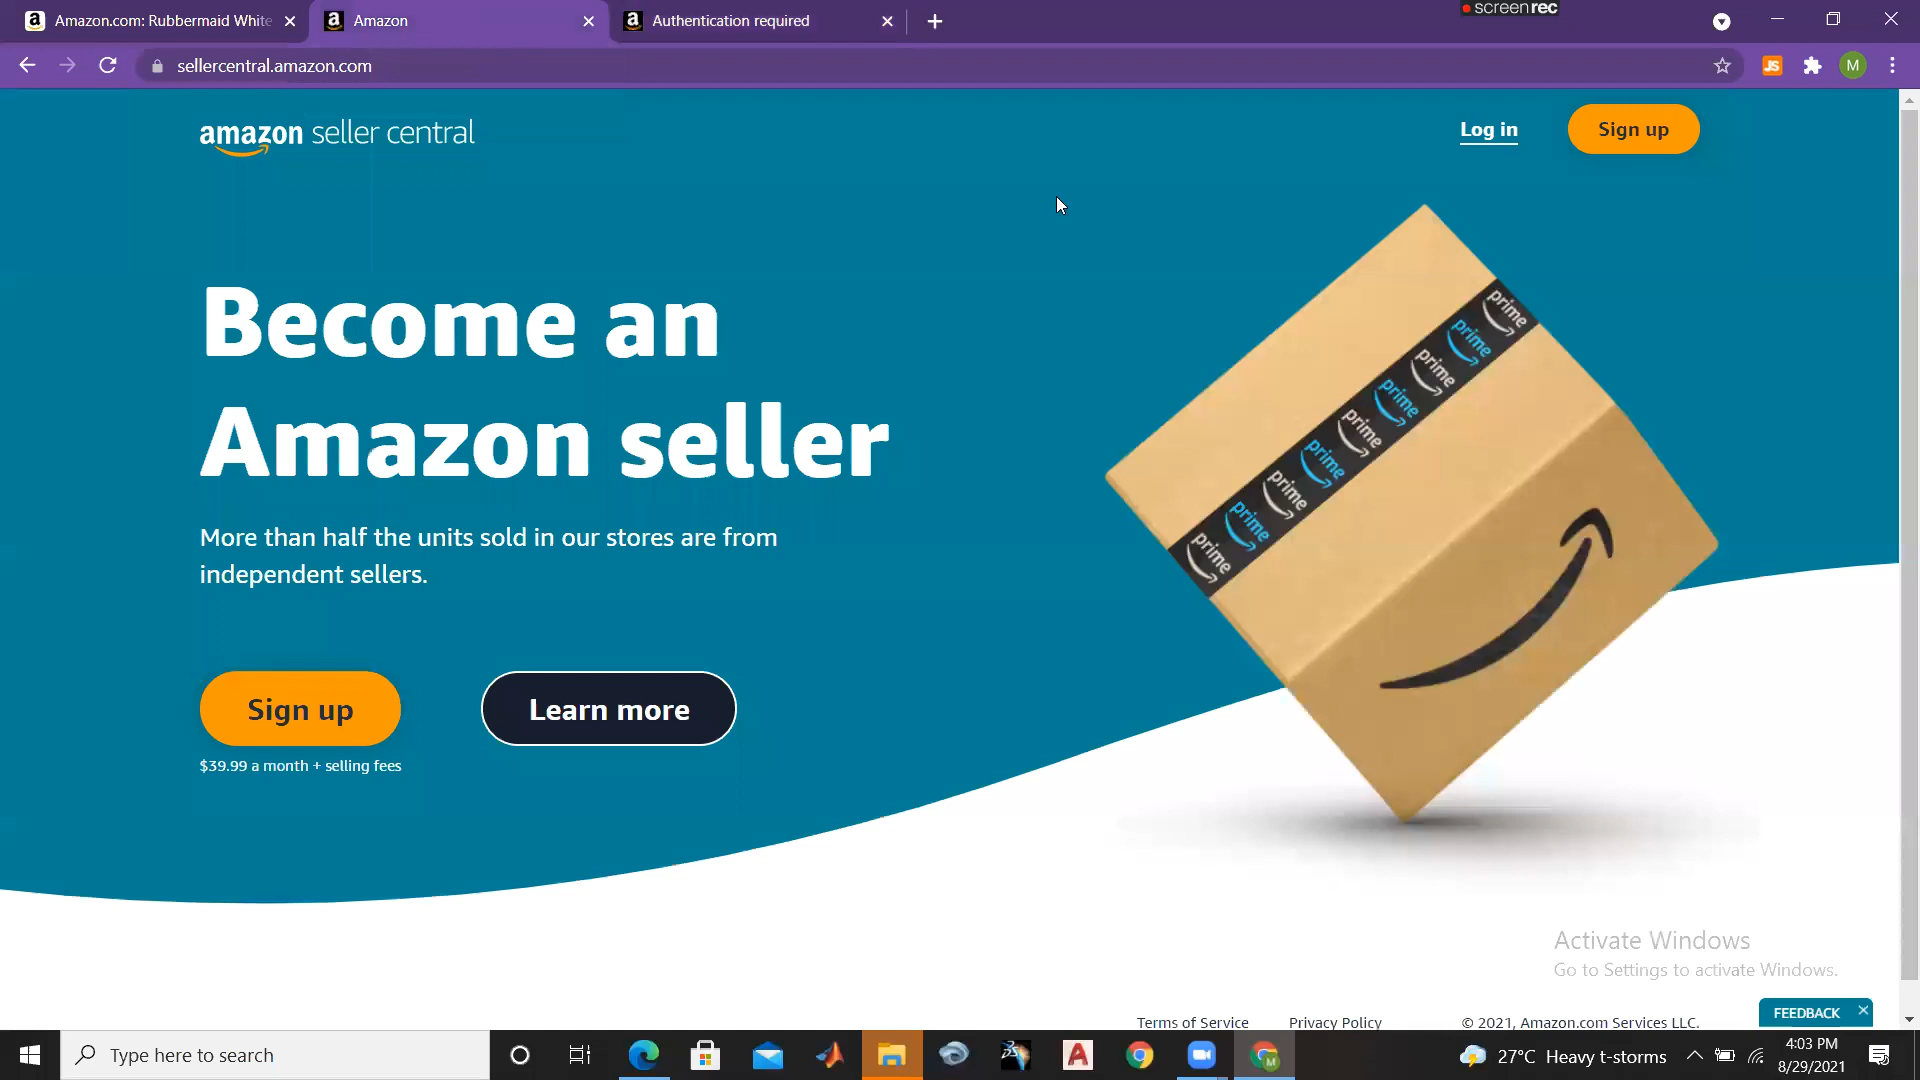 screenrec
Amazon.com: Rubbermaid White
Amazon
Authentication required
sellercentral.amazon.com
JS
M
amazon seller central
Log in
Sign up
Become an
Amazon seller
More than half the units sold in our stores are from
independent sellers.
Sign up
Learn more
$39.99 a month + selling fees
prime
prime
prime
prime
prime
prime
prime
prime
prime
Activate Windows
Go to Settings to activate Windows.
FEEDBACK
Terms of Service
Privacy Policy
© 2021, Amazon.com Services LLC.
Type here to search
27°C Heavy t-storms
4:03 PM
8/29/2021